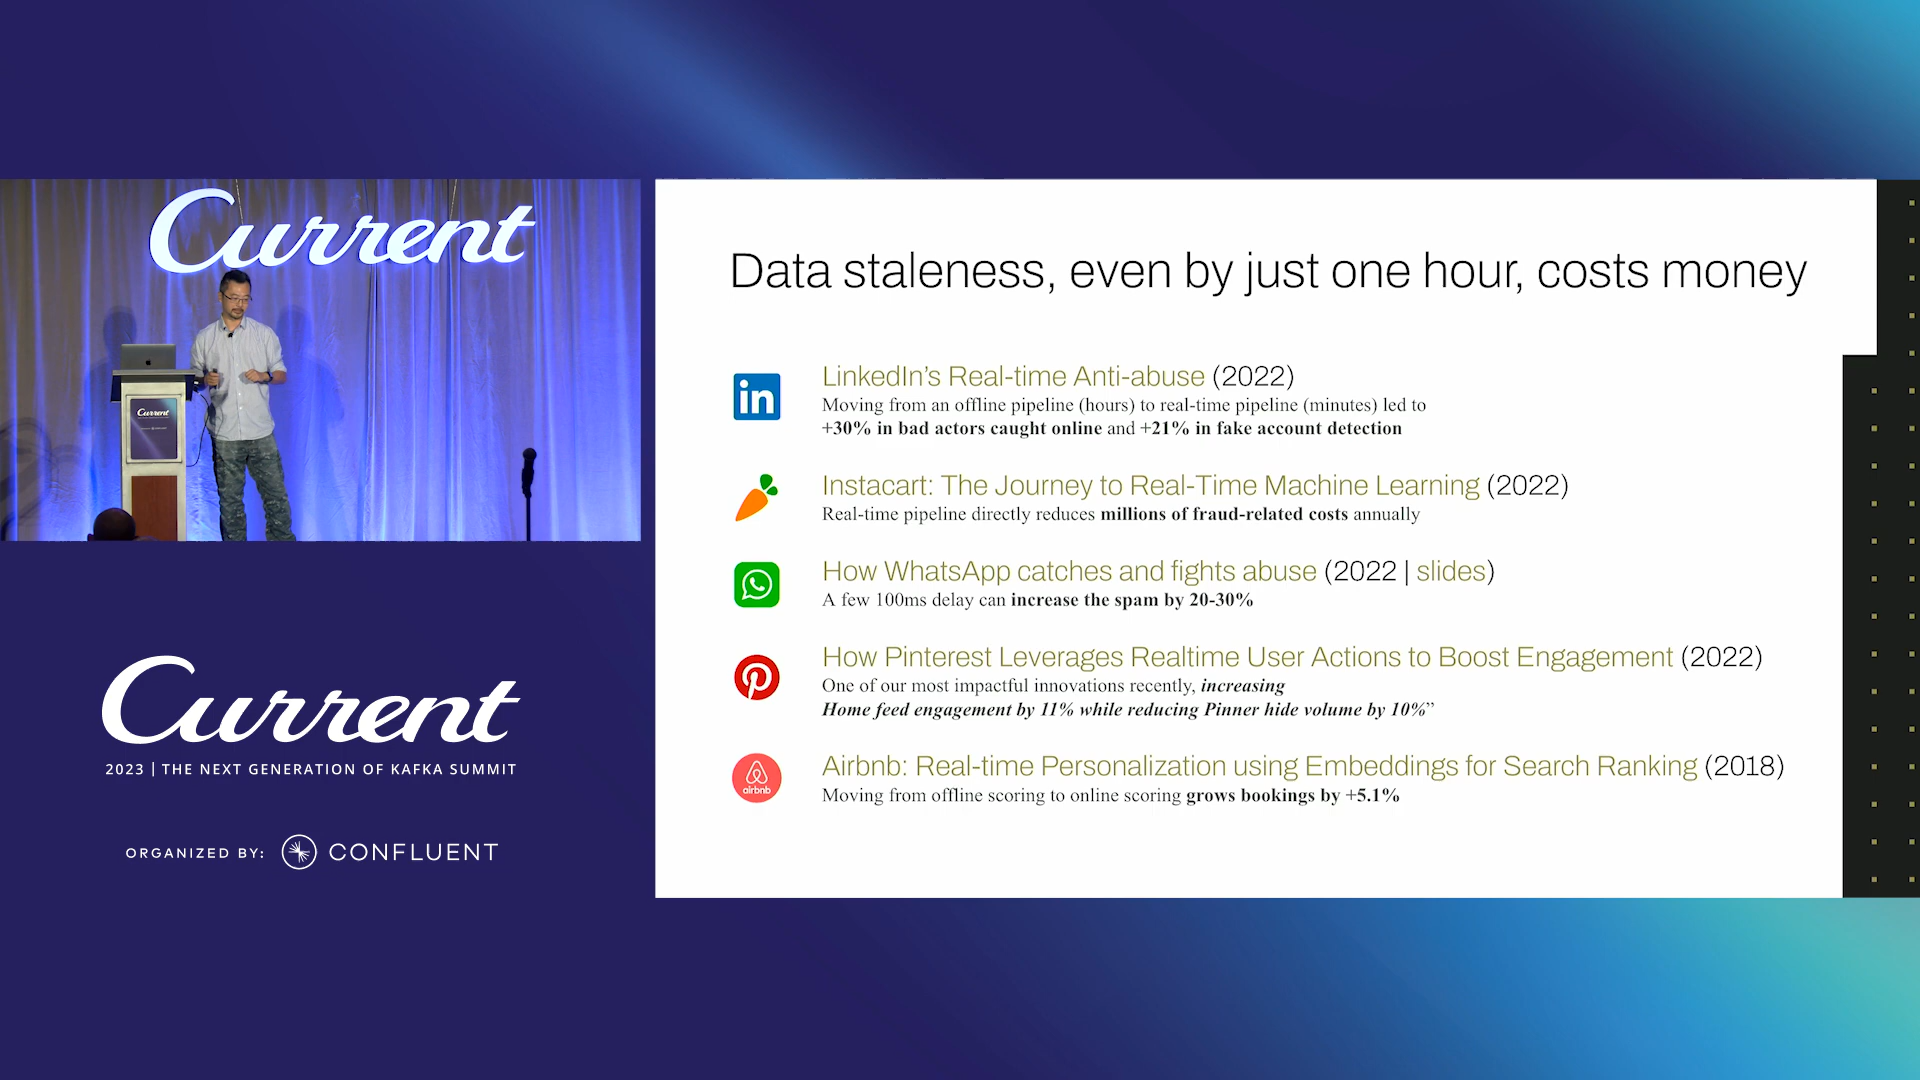 Current
Current
Data staleness, even by just one hour, costs money
in
LinkedIn's Real-time Anti-abuse (2022)
Moving from an offline pipeline (hours) to real-time pipeline (minutes) led to
+30% in bad actors caught online and +21% in fake account detection
Instacart: The Journey to Real-Time Machine Learning (2022)
Real-time pipeline directly reduces millions of fraud-related costs annually
How WhatsApp catches and fights abuse (2022 | slides)
A few 100ms delay can increase the spam by 20-30%
How Pinterest Leverages Realtime User Actions to Boost Engagement (2022)
One of our most impactful innovations recently, increasing
Home feed engagement by 11% while reducing Pinner hide volume by 10%”
airbnb
Airbnb: Real-time Personalization using Embeddings for Search Ranking (2018)
Moving from offline scoring to online scoring grows bookings by +5.1%
Current
2023 | THE NEXT GENERATION OF KAFKA SUMMIT
ORGANIZED BY: CONFLUENT